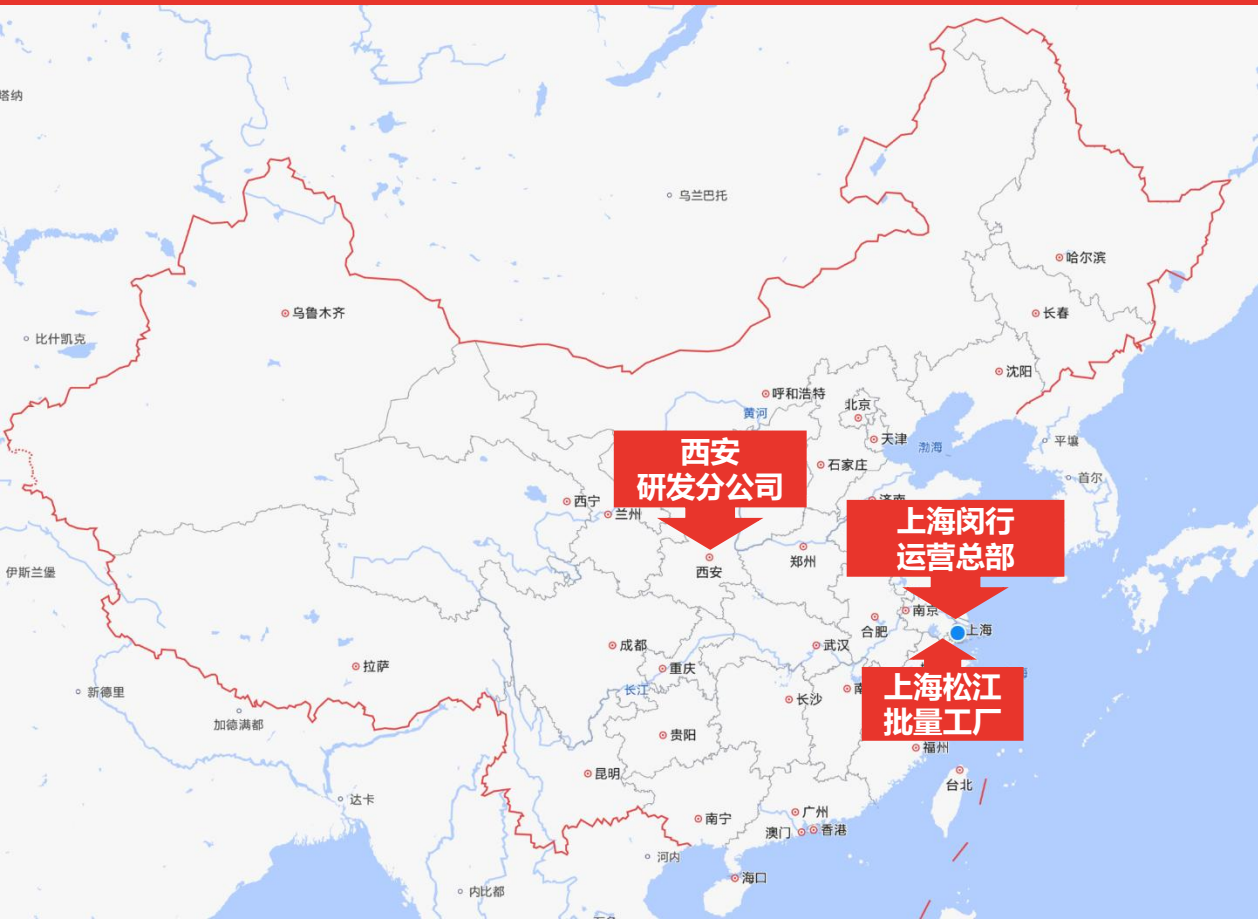 塔纳
乌兰巴托
哈尔滨
乌鲁木齐
长春
比什凯克
沈阳
呼和浩特
北京
黄河
天津
渤海
平壤
西安
研发分公司
石家庄
首尔
西宁
兰州
济南
上海闵行
运营总部
郑州
西安
伊斯兰堡
南京
合肥
上海
成都
武汉
拉萨
重庆
长江
海
新德里
上海松江
批量工厂
长沙
南
加德满都
贵阳
福州
昆明
台北
达卡
南宁
广州
澳门
香港
河内
海口
内比都